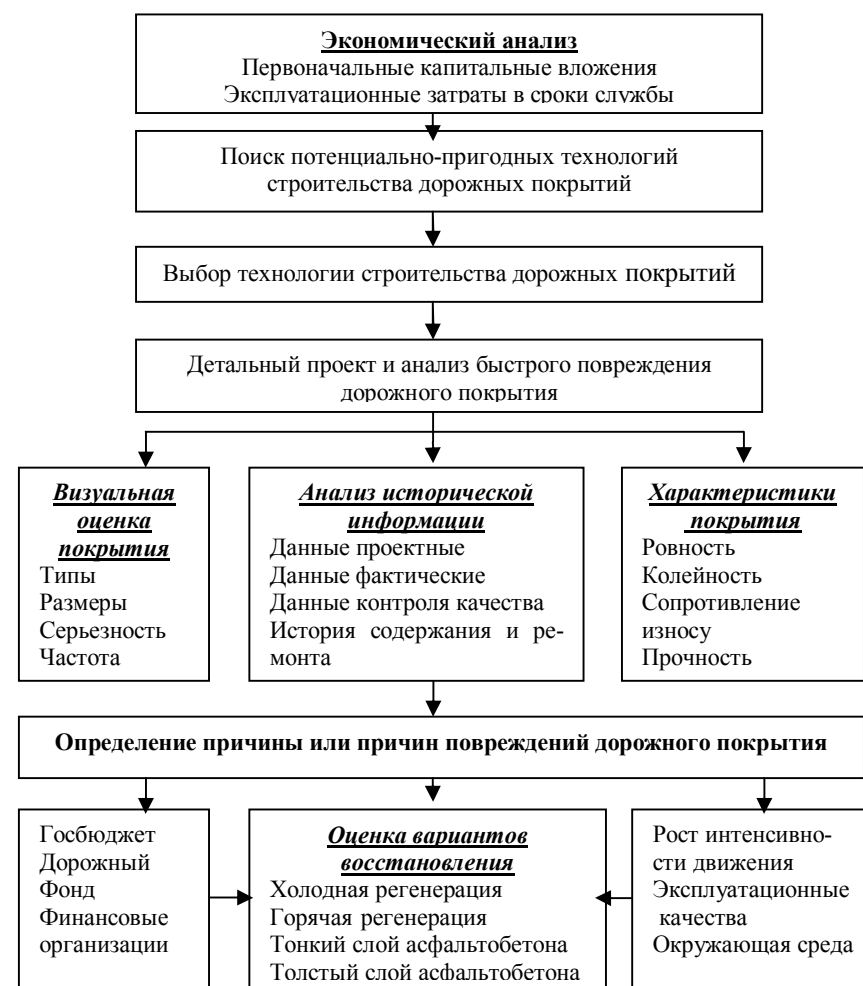 Экономический анализ
Первоначальные капитальные вложения
Эксплуатационные затраты в сроки службы
Поиск потенциально-пригодных технологий
строительства дорожных покрытий
Выбор технологии строительства дорожных покрытий
Детальный проект и анализ быстрого повреждения
дорожного покрытия
Визуальная
оценка
покрытия
Типы
Размеры
Серьезность
Частота
Анализ исторической
информации
Данные проектные
Данные фактические
Данные контроля качества
История содержания и ре-
монта
Характеристики
покрытия
Ровность
Колейность
Сопротивление
износу
Прочность
Определение причины или причин повреждений дорожного покрытия
Госбюджет
Дорожный
Фонд
Финансовые
организации
Оценка вариантов
восстановления
Холодная регенерация
Горячая регенерация
Тонкий слой асфальтобетона
Толстый слой асфальтобетона
Рост интенсивно-
сти движения
Эксплуатационные
качества
Окружающая среда